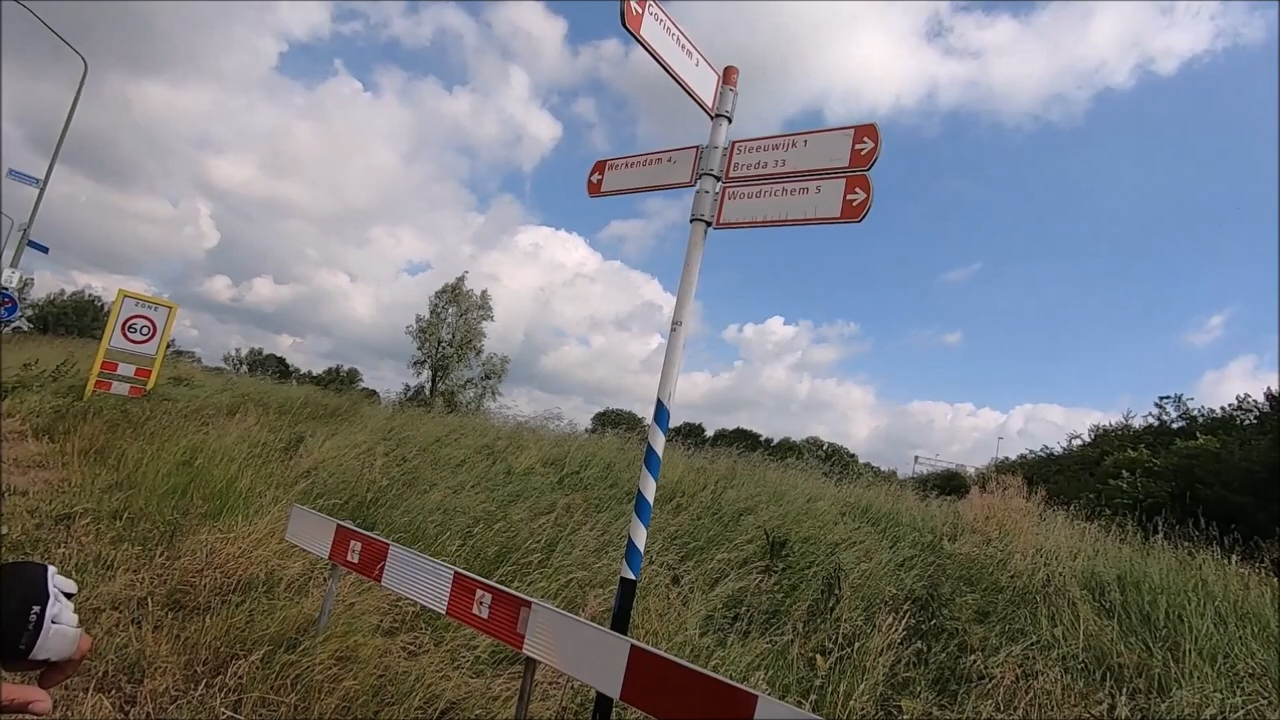 Gorinchem 3
Werkendam 4
Sleeuwijk 1
Breda 33
Woudrichem 5
ZONE
60